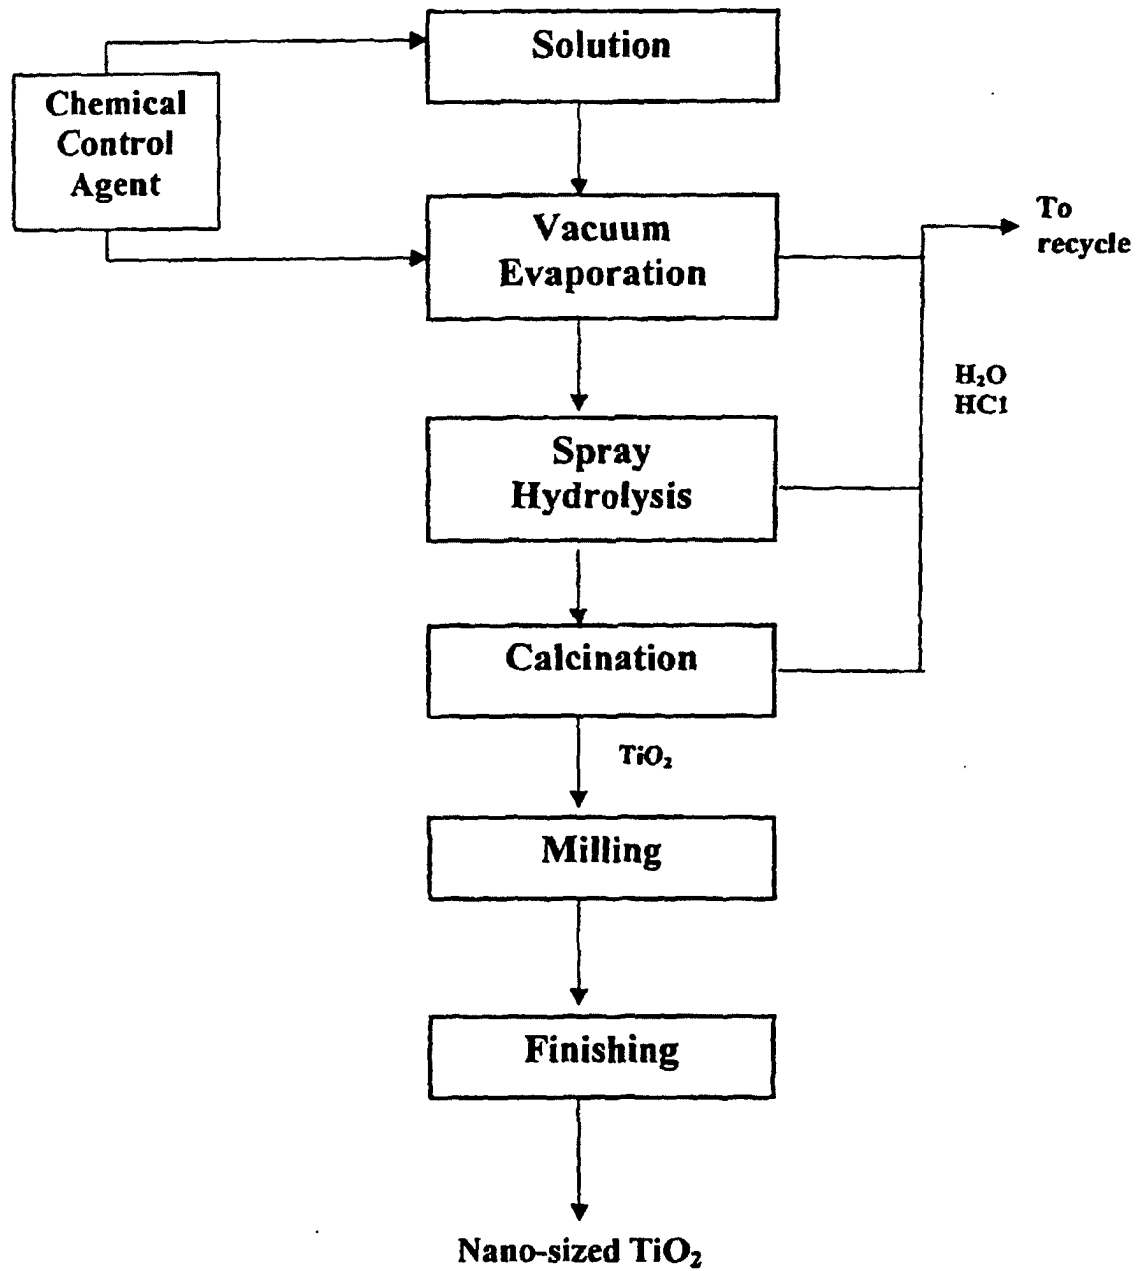 Solution
Chemical
Control
Agent
Vacuum
Evaporation
To
recycle
H₂O
HCl
Spray
Hydrolysis
Calcination
TiO₂
Milling
Finishing
Nano-sized TiO₂